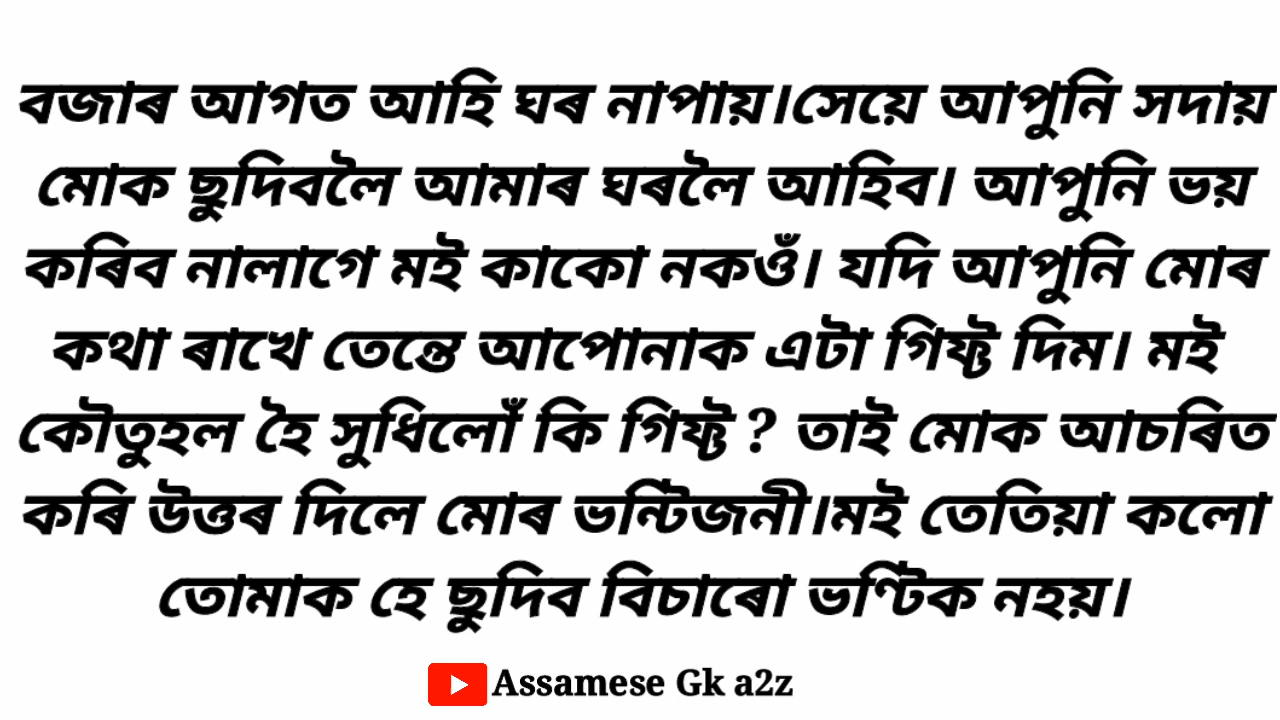 বজাৰ আগত আহি ঘৰ নাপায়।সেয়ে আপুনি সদায়
মোক ছুদিবলৈ আমাৰ ঘৰলৈ আহিব। আপুনি ভয়
কৰিব নালাগে মই কাকো নকওঁ। যদি আপুনি মোৰ
কথা ৰাখে তেন্তে আপোনাক এটা গিফ্ট দিম। মই
কৌতুহল হৈ সুধিলোঁ কি গিফ্ট ? তাই মোক আচৰিত
কৰি উত্তৰ দিলে মোৰ ভন্টিজনী।মই তেতিয়া কলো
তোমাক হে ছুদিব বিচাৰো ভণ্টিক নহয়।
Assamese Gk a2z